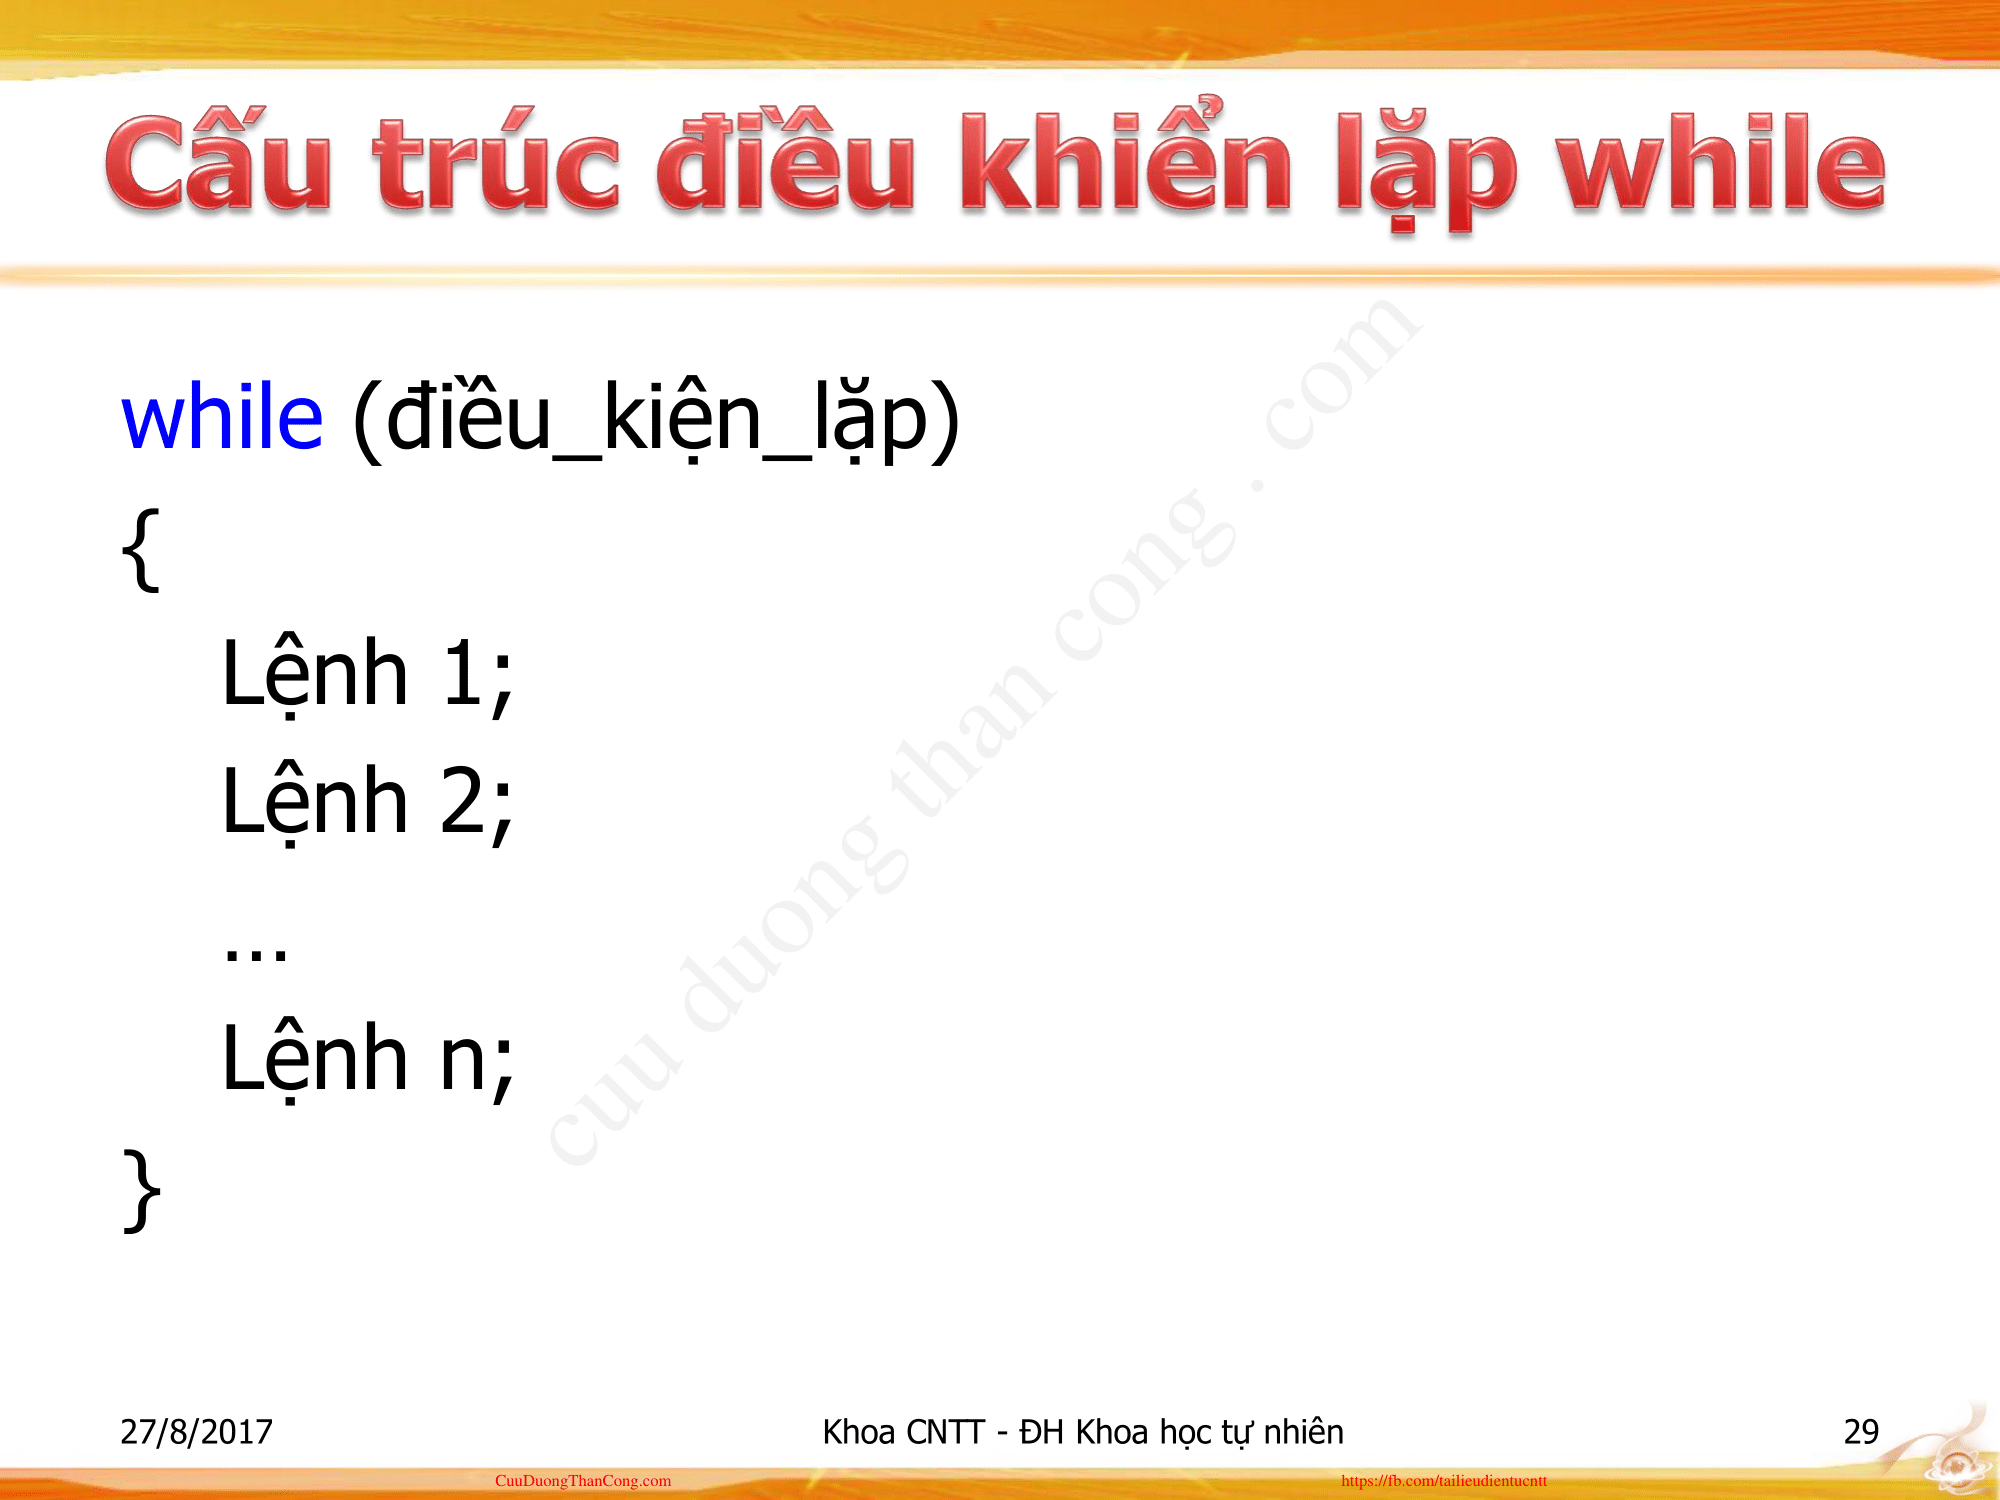 Cấu trúc điều khiển lặp while
while (điều_kiện_lặp)
{
Lệnh 1;
Lệnh 2;
…
Lệnh n;
}
cuu duong than cong . com
27/8/2017
Khoa CNTT - ĐH Khoa học tự nhiên
29
CuuDuongThanCong.com
https://fb.com/tailieudientucntt